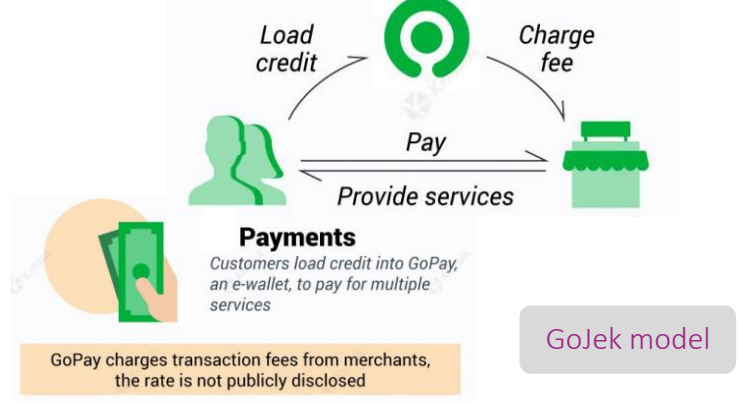 Load
credit
Charge
fee
Pay
Provide services
Payments
Customers load credit into GoPay,
an e-wallet, to pay for multiple
services
GoJek model
GoPay charges transaction fees from merchants,
the rate is not publicly disclosed